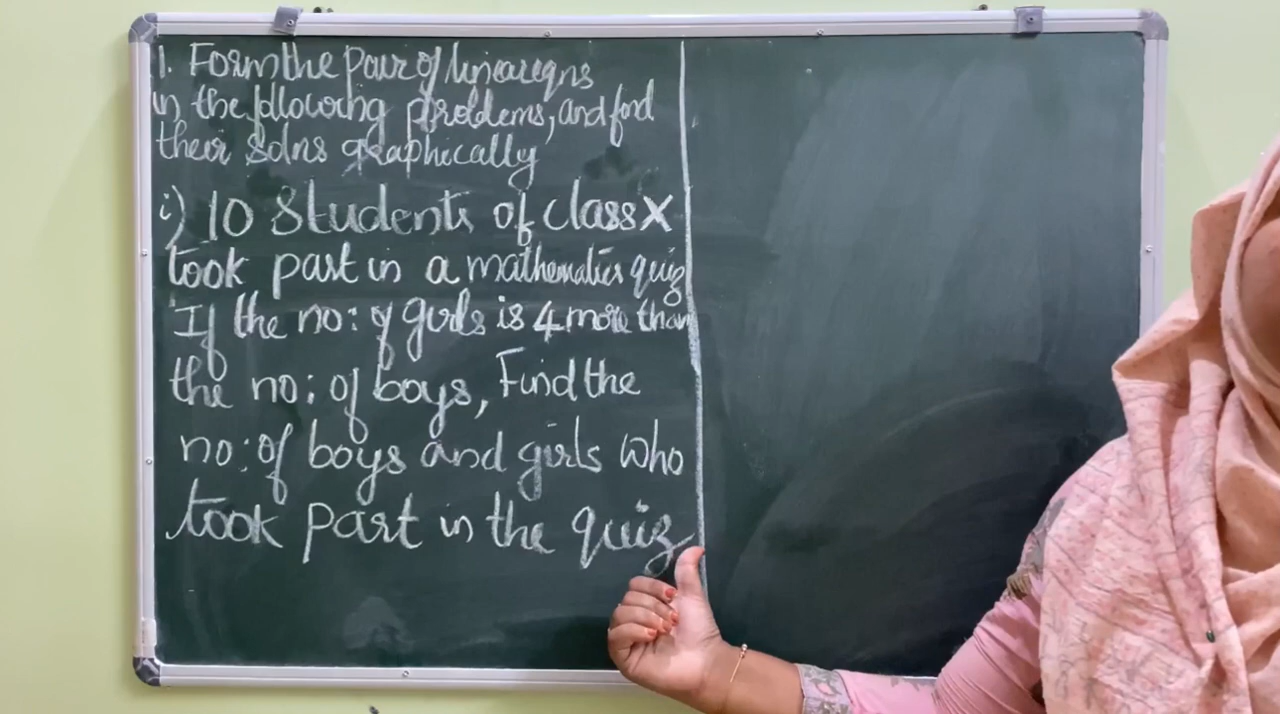 1. Form the pair of linear eqns
in the following problems, and find
their solns graphically
i) 10 Students of class X
took part in a mathematics quiz
If the no: of girls is 4 more than
the no: of boys, Find the
no: of boys and girls who
took part in the quiz